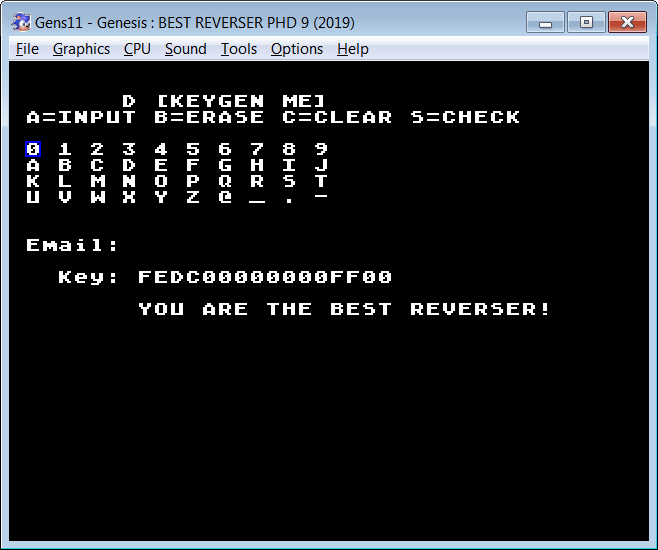 Gens11 - Genesis : BEST REVERSER PHD 9 (2019)
File Graphics CPU Sound Tools Options Help
D [KEYGEN ME]
A=INPUT B=ERASE C=CLEAR S=CHECK
0 1 2 3 4 5 6 7 8 9
A B C D E F G H I J
K L M N O P Q R S T
U V W X Y Z @ _ . -
Email:
Key: FEDC00000000FF00
YOU ARE THE BEST REVERSER!